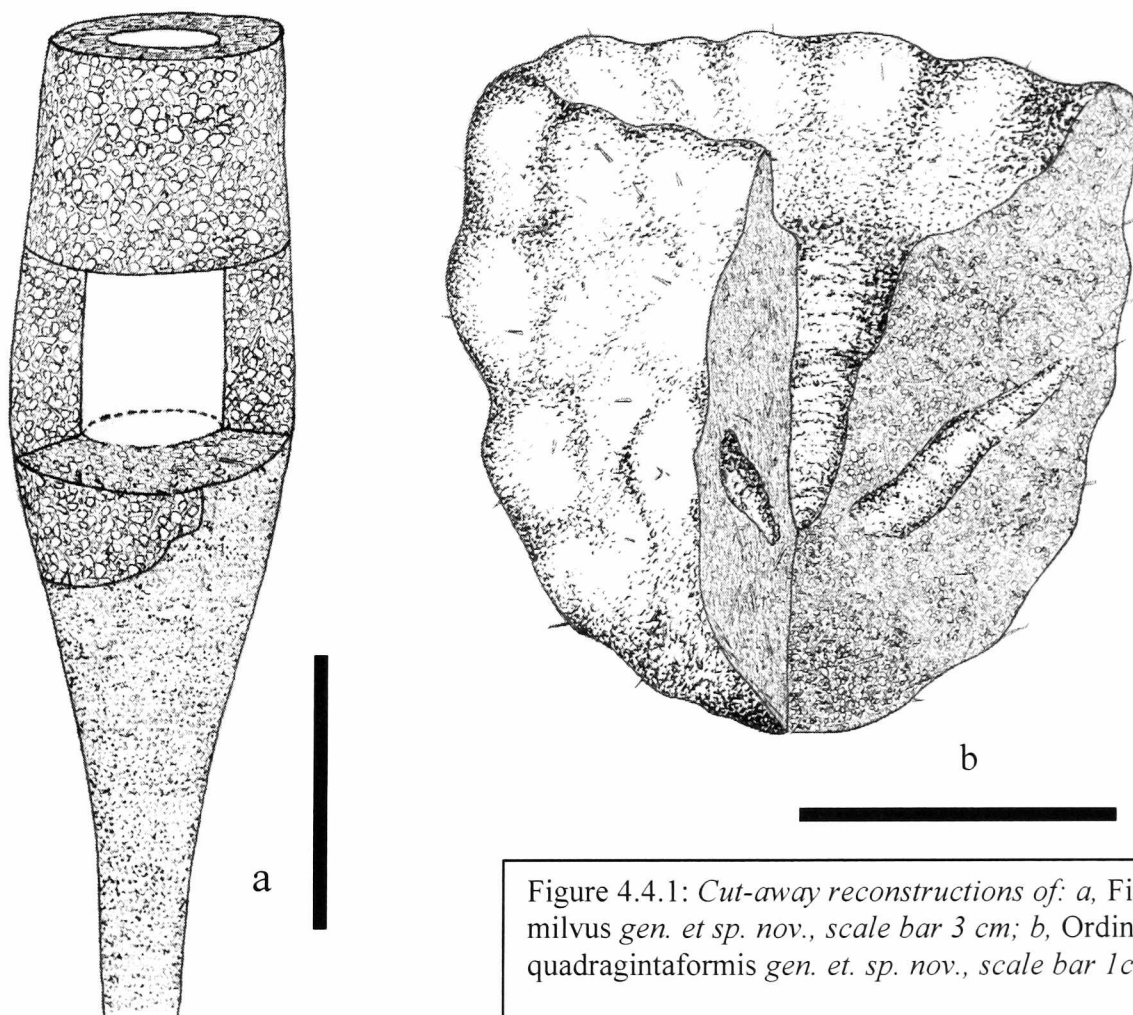 a
b
Figure 4.4.1: Cut-away reconstructions of: a, Fi
milvus gen. et sp. nov., scale bar 3 cm; b, Ordin
quadragintaformis gen. et. sp. nov., scale bar 1c